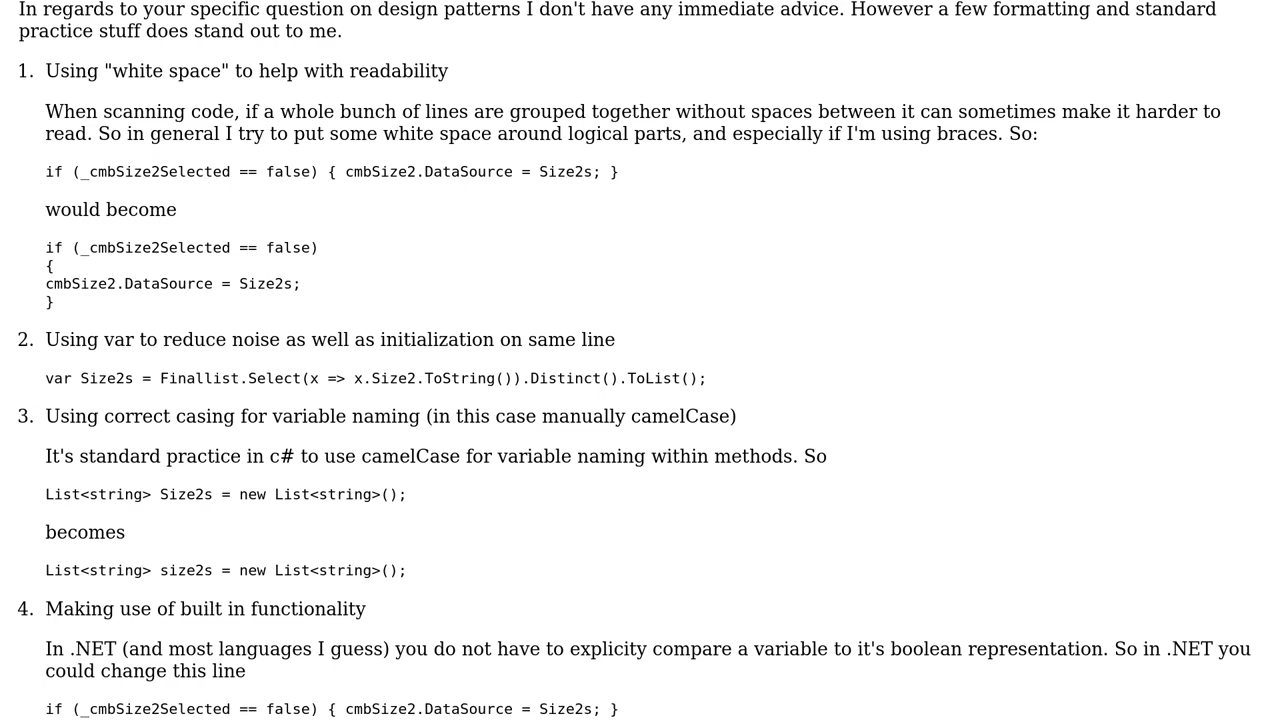 In regards to your specific question on design patterns I don't have any immediate advice. However a few formatting and standard
practice stuff does stand out to me.
1. Using "white space" to help with readability
When scanning code, if a whole bunch of lines are grouped together without spaces between it can sometimes make it harder to
read. So in general I try to put some white space around logical parts, and especially if I'm using braces. So:
if (_cmbSize2Selected == false) { cmbSize2.DataSource = Size2s; }
would become
if (_cmbSize2Selected == false)
{
cmbSize2.DataSource = Size2s;
}
2. Using var to reduce noise as well as initialization on same line
var Size2s = Finallist.Select(x => x.Size2.ToString()).Distinct().ToList();
3. Using correct casing for variable naming (in this case manually camelCase)
It's standard practice in c# to use camelCase for variable naming within methods. So
List<string> Size2s = new List<string>();
becomes
List<string> size2s = new List<string>();
4. Making use of built in functionality
In .NET (and most languages I guess) you do not have to explicity compare a variable to it's boolean representation. So in .NET you
could change this line
if (_cmbSize2Selected == false) { cmbSize2.DataSource = Size2s; }